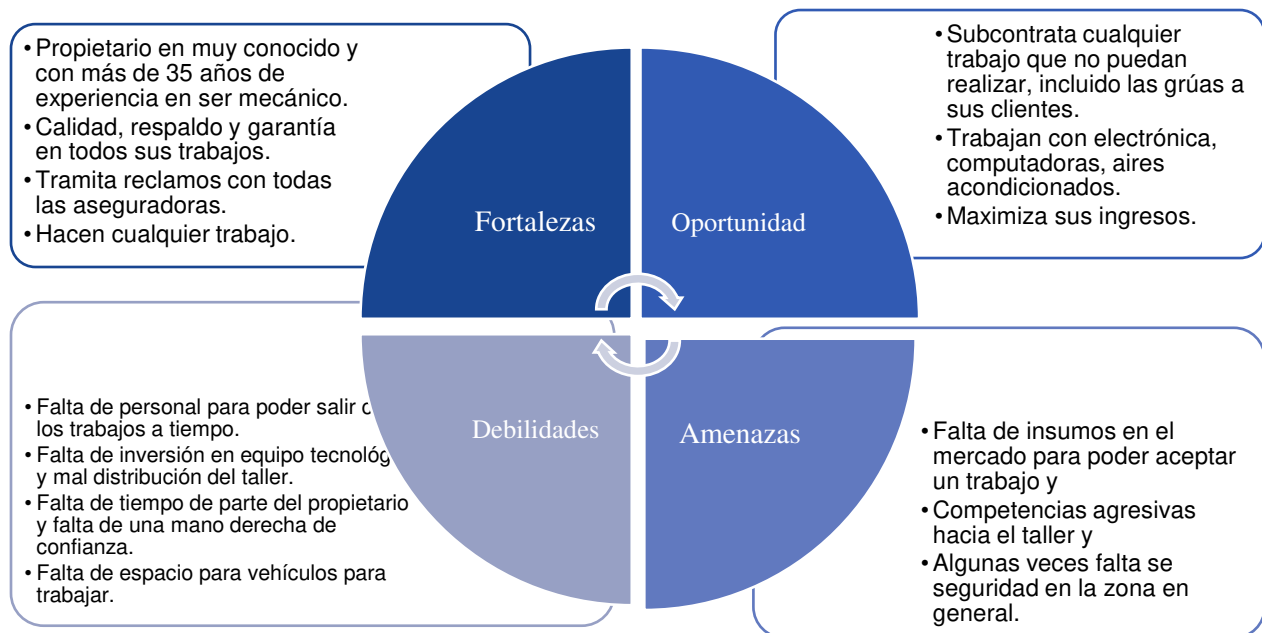 • Propietario en muy conocido y
con más de 35 años de
experiencia en ser mecánico.
• Calidad, respaldo y garantía
en todos sus trabajos.
• Tramita reclamos con todas
las aseguradoras.
• Hacen cualquier trabajo.
Fortalezas
• Subcontrata cualquier
trabajo que no puedan
realizar, incluido las grúas a
sus clientes.
• Trabajan con electrónica,
computadoras, aires
acondicionados.
• Maximiza sus ingresos.
Oportunidad
• Falta de personal para poder salir
los trabajos a tiempo.
• Falta de inversión en equipo
y mal distribución del taller.
• Falta de tiempo de parte del propietario
y falta de una mano derecha de
confianza.
• Falta de espacio para vehículos para
trabajar.
Debilidades
• Falta de insumos en el
mercado para poder aceptar
un trabajo y
• Competencias agresivas
hacia el taller y
• Algunas veces falta se
seguridad en la zona en
general.
Amenazas